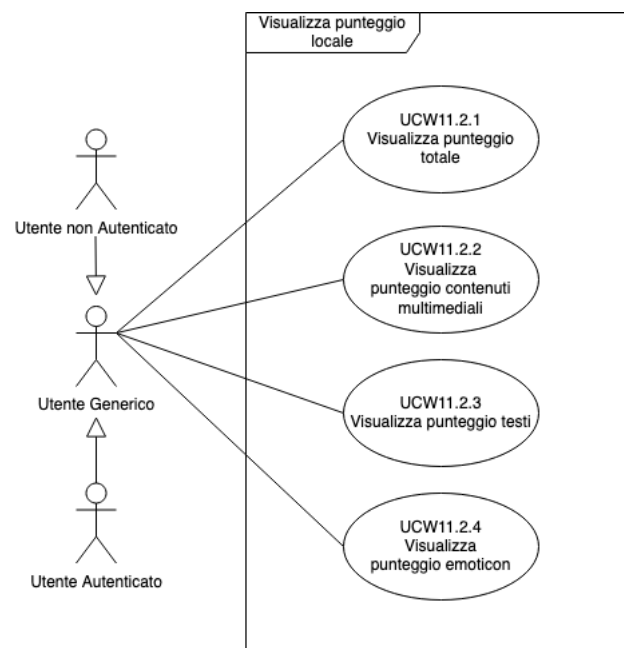 Visualizza punteggio
locale
UCW11.2.1
Visualizza punteggio
totale
Utente non Autenticato
UCW11.2.2
Visualizza
punteggio contenuti
multimediali
Utente Generico
UCW11.2.3
Visualizza punteggio testi
UCW11.2.4
Visualizza
punteggio emoticon
Utente Autenticato